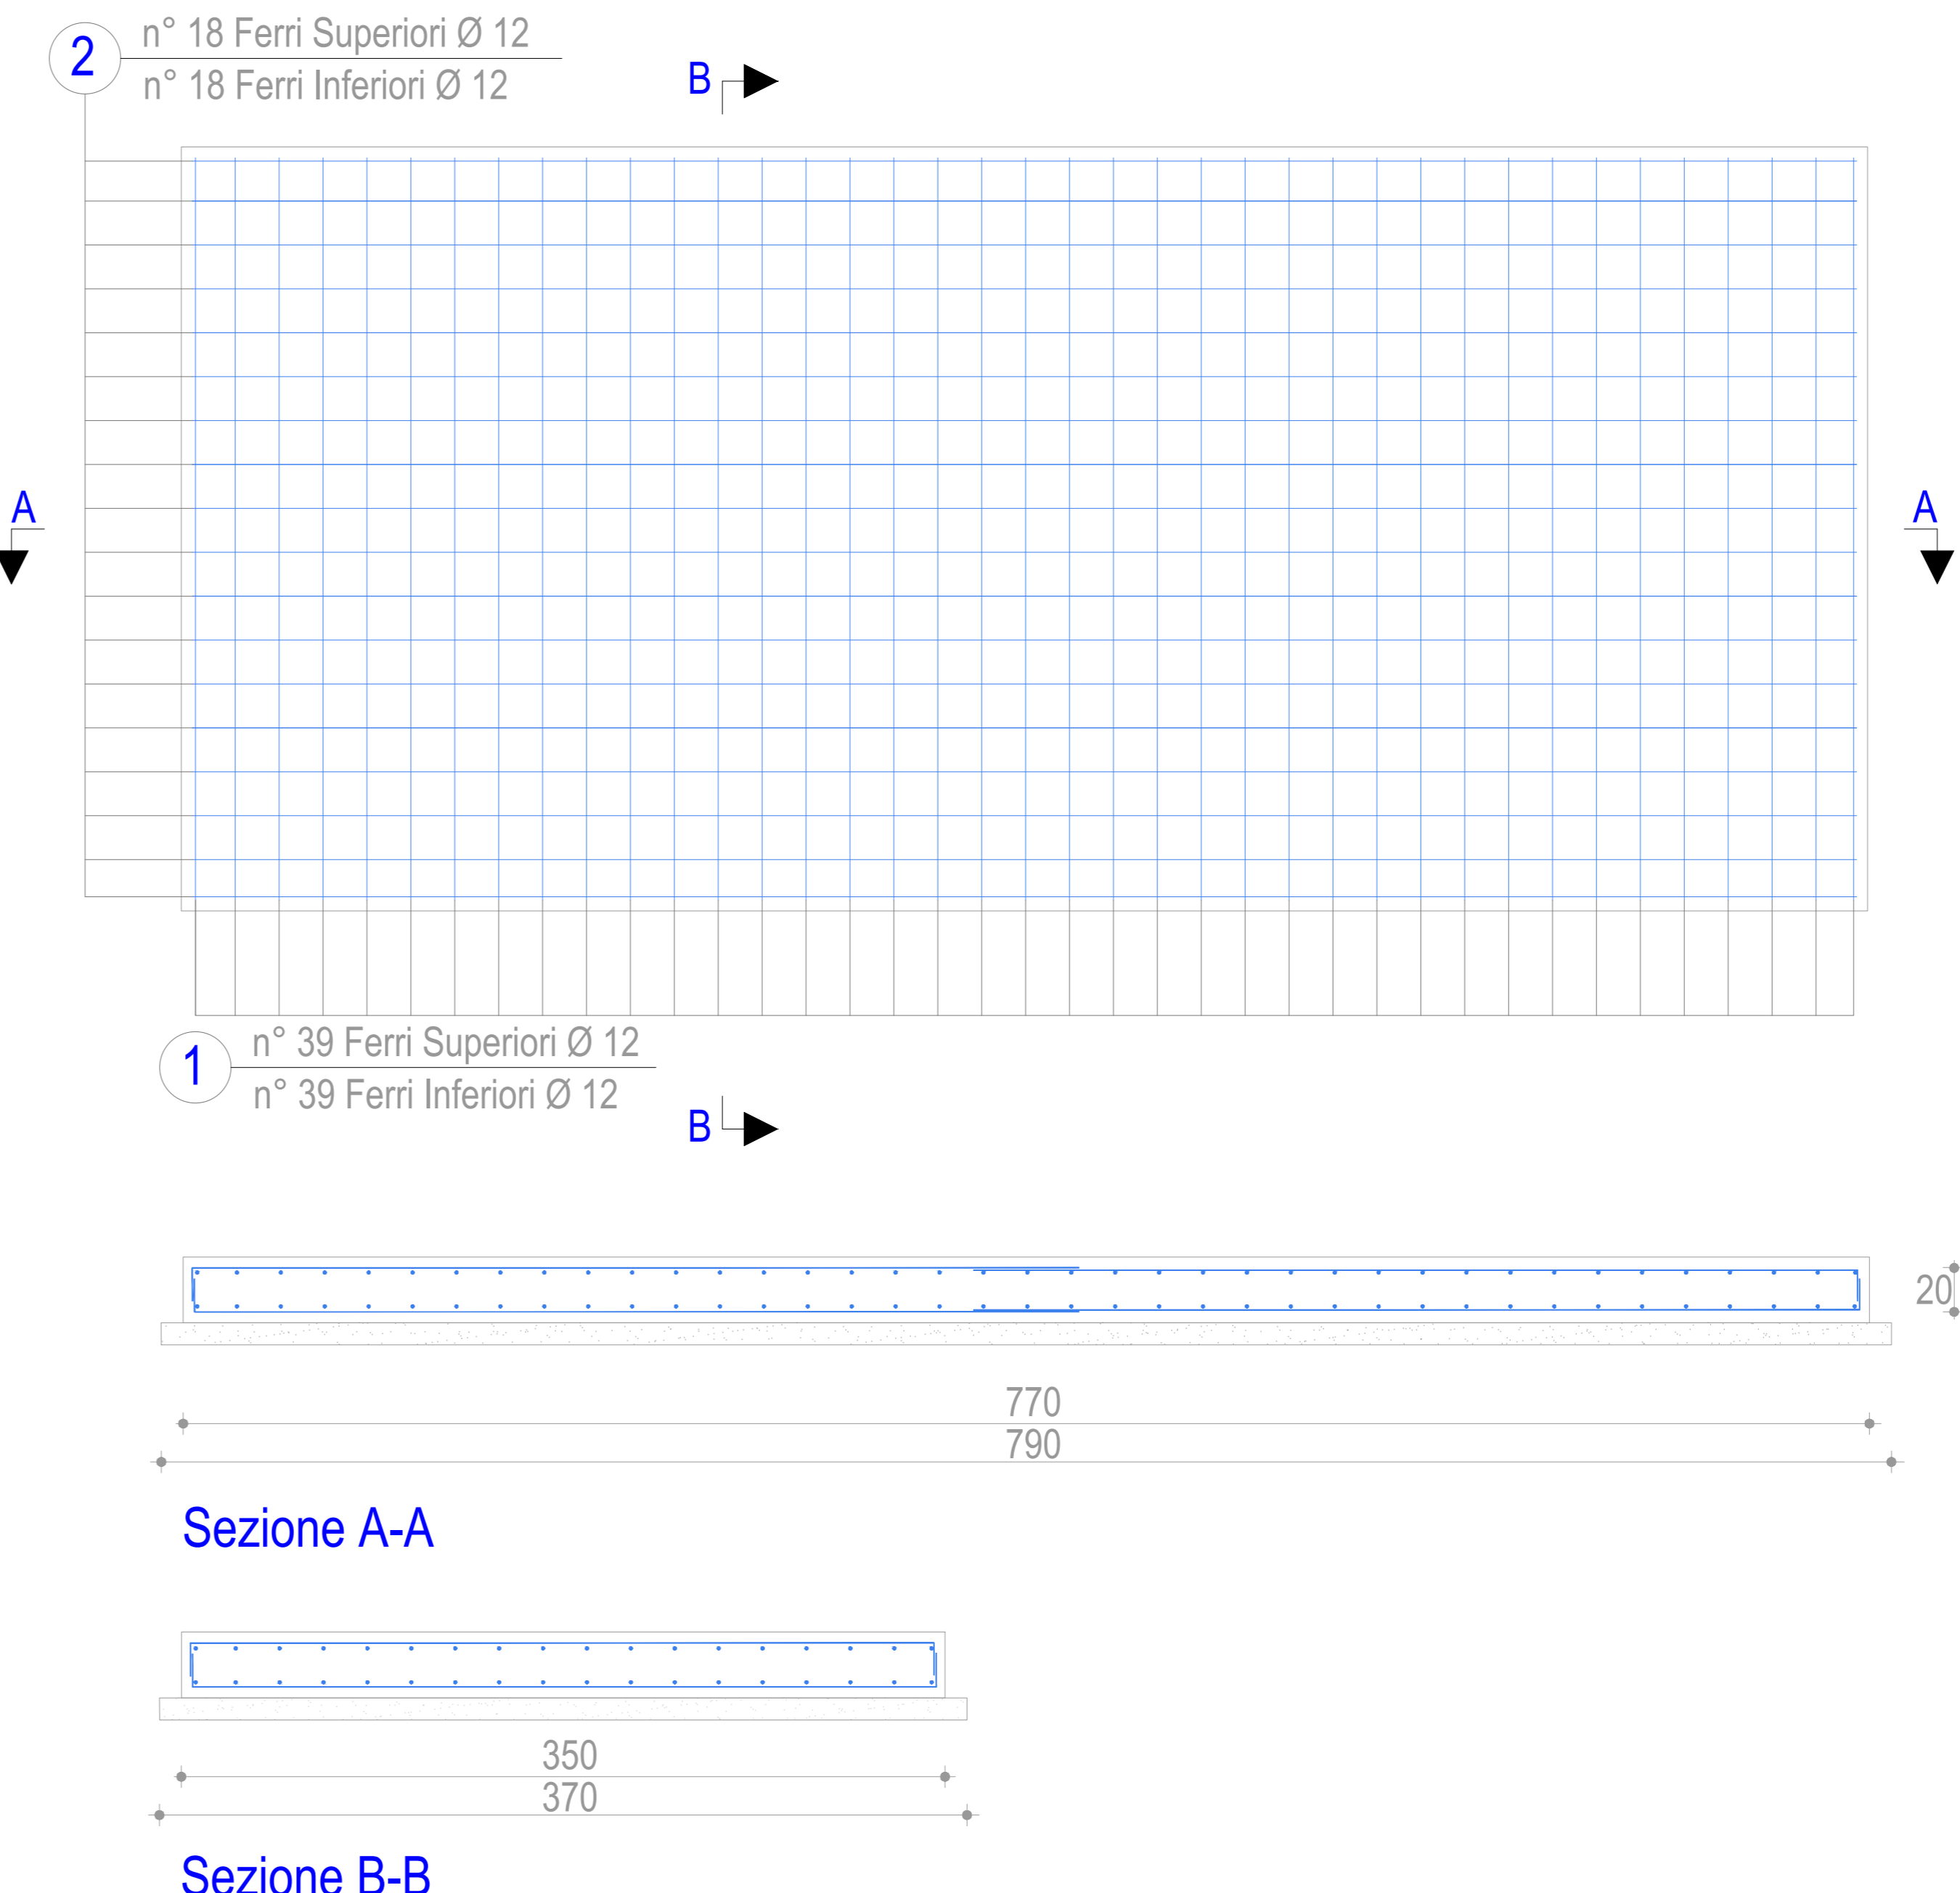 n° 18 Ferri Superiori Ø 12
2
n° 18 Ferri Inferiori Ø 12
B
A
A
n° 39 Ferri Superiori Ø 12
1
n° 39 Ferri Inferiori Ø 12
B
20
770
790
Sezione A-A
350
370
Sezione B-B